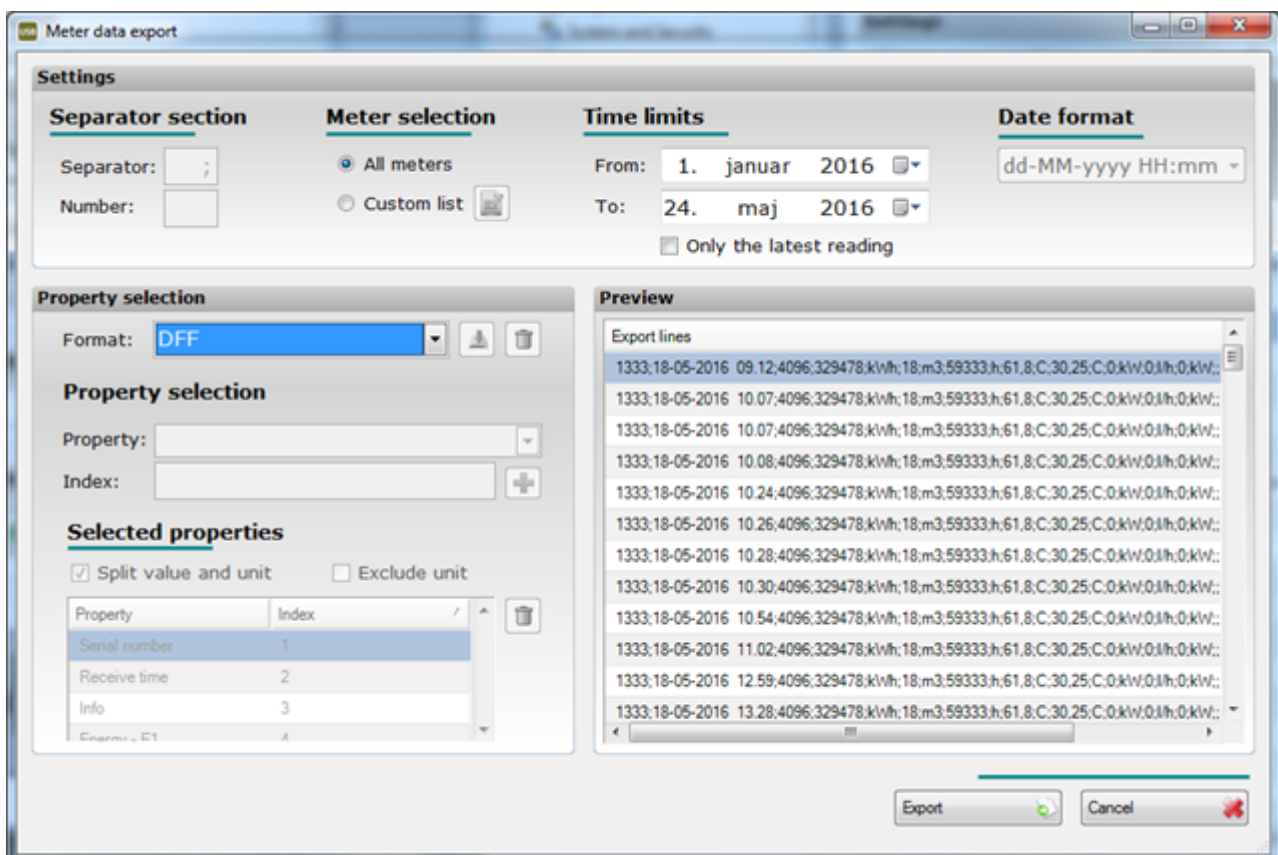 Meter data export
Settings
Separator section
Separator: ;
Number:
Meter selection
All meters
Custom list
Time limits
From: 1. januar 2016
To: 24. maj 2016
Only the latest reading
Date format
dd-MM-yyyy HH:mm
Property selection
Format: DFF
Property selection
Property:
Index:
Selected properties
Split value and unit Exclude unit
Property Index
Serial number 1
Receive time 2
Info 3
Energy - E1 4
Preview
Export lines
1333;18-05-2016 09.12;4096;329478;kWh;18;m3;59333;h;61,8;C;30,25;C;0;kW;0;l/h;0;kW;;
1333;18-05-2016 10.07;4096;329478;kWh;18;m3;59333;h;61,8;C;30,25;C;0;kW;0;l/h;0;kW;;
1333;18-05-2016 10.07;4096;329478;kWh;18;m3;59333;h;61,8;C;30,25;C;0;kW;0;l/h;0;kW;;
1333;18-05-2016 10.08;4096;329478;kWh;18;m3;59333;h;61,8;C;30,25;C;0;kW;0;l/h;0;kW;;
1333;18-05-2016 10.24;4096;329478;kWh;18;m3;59333;h;61,8;C;30,25;C;0;kW;0;l/h;0;kW;;
1333;18-05-2016 10.26;4096;329478;kWh;18;m3;59333;h;61,8;C;30,25;C;0;kW;0;l/h;0;kW;;
1333;18-05-2016 10.28;4096;329478;kWh;18;m3;59333;h;61,8;C;30,25;C;0;kW;0;l/h;0;kW;;
1333;18-05-2016 10.30;4096;329478;kWh;18;m3;59333;h;61,8;C;30,25;C;0;kW;0;l/h;0;kW;;
1333;18-05-2016 10.54;4096;329478;kWh;18;m3;59333;h;61,8;C;30,25;C;0;kW;0;l/h;0;kW;;
1333;18-05-2016 11.02;4096;329478;kWh;18;m3;59333;h;61,8;C;30,25;C;0;kW;0;l/h;0;kW;;
1333;18-05-2016 12.59;4096;329478;kWh;18;m3;59333;h;61,8;C;30,25;C;0;kW;0;l/h;0;kW;;
1333;18-05-2016 13.28;4096;329478;kWh;18;m3;59333;h;61,8;C;30,25;C;0;kW;0;l/h;0;kW;;
Export
Cancel